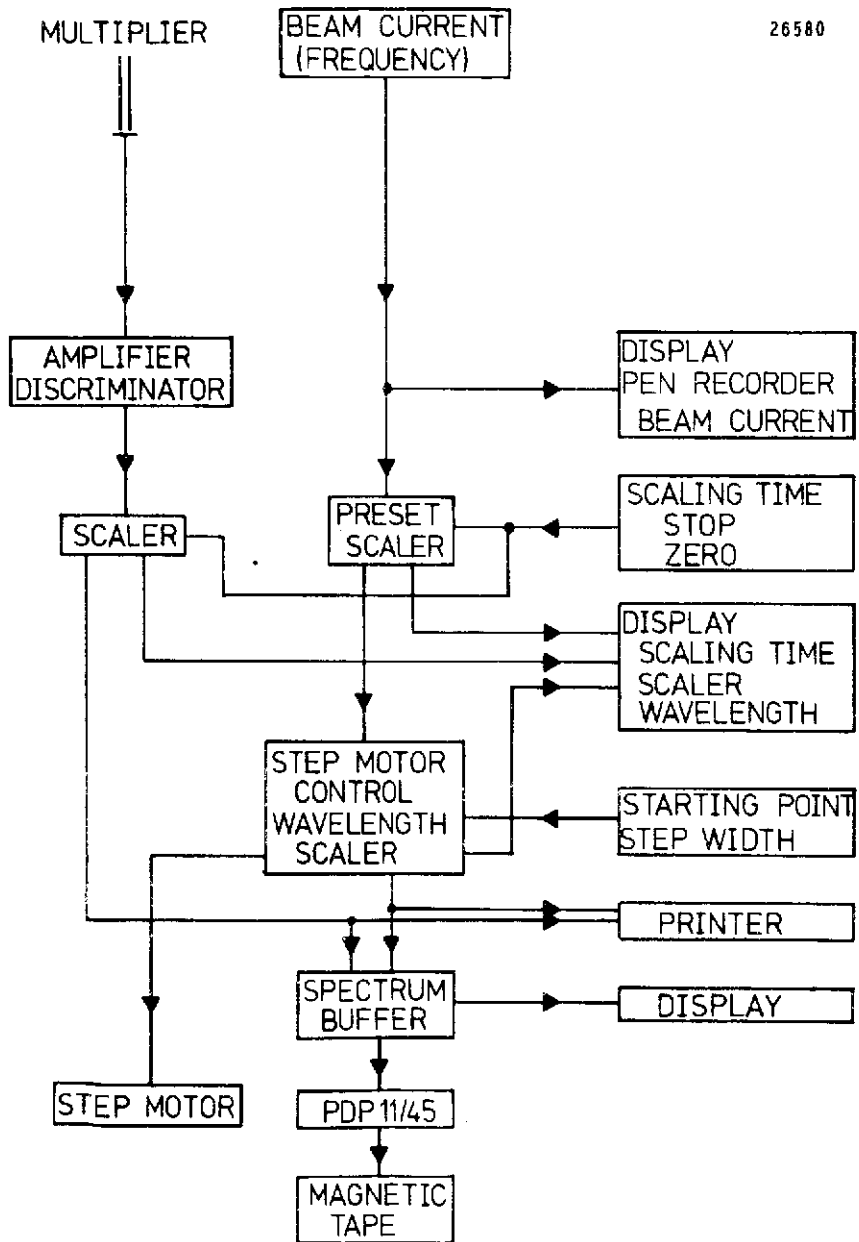 MULTIPLIER
BEAM CURRENT
(FREQUENCY)
26580
AMPLIFIER
DISCRIMINATOR
DISPLAY
PEN RECORDER
BEAM CURRENT
SCALER
PRESET
SCALER
SCALING TIME
STOP
ZERO
DISPLAY
SCALING TIME
SCALER
WAVELENGTH
STEP MOTOR
CONTROL
WAVELENGTH
SCALER
STARTING POINT
STEP WIDTH
PRINTER
SPECTRUM
BUFFER
DISPLAY
STEP MOTOR
PDP 11/45
MAGNETIC
TAPE